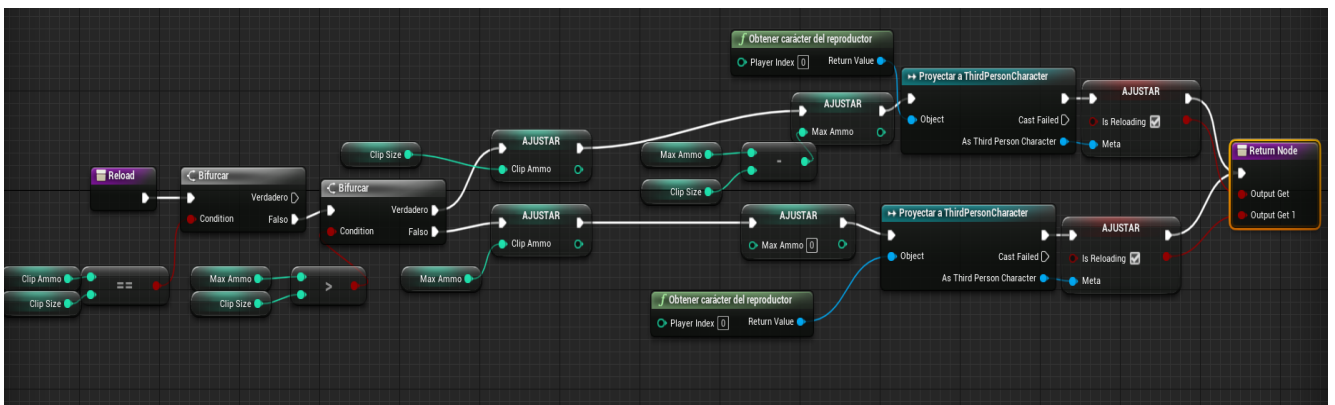 Reload
Bifurcar
Verdadero
Condition
Falso
Clip Ammo
Clip Size
==
Bifurcar
Verdadero
Condition
Falso
Max Ammo
Clip Size
>
Clip Size
AJUSTAR
Clip Ammo
Max Ammo
AJUSTAR
Clip Ammo
Obtener carácter del reproductor
Player Index 0 Return Value
AJUSTAR
Max Ammo
Max Ammo
Clip Size
-
Proyectar a ThirdPersonCharacter
Object
Cast Failed
As Third Person Character
AJUSTAR
Is Reloading
Meta
AJUSTAR
Max Ammo 0
Obtener carácter del reproductor
Player Index 0 Return Value
Proyectar a ThirdPersonCharacter
Object
Cast Failed
As Third Person Character
AJUSTAR
Is Reloading
Meta
Return Node
Output Get
Output Get 1